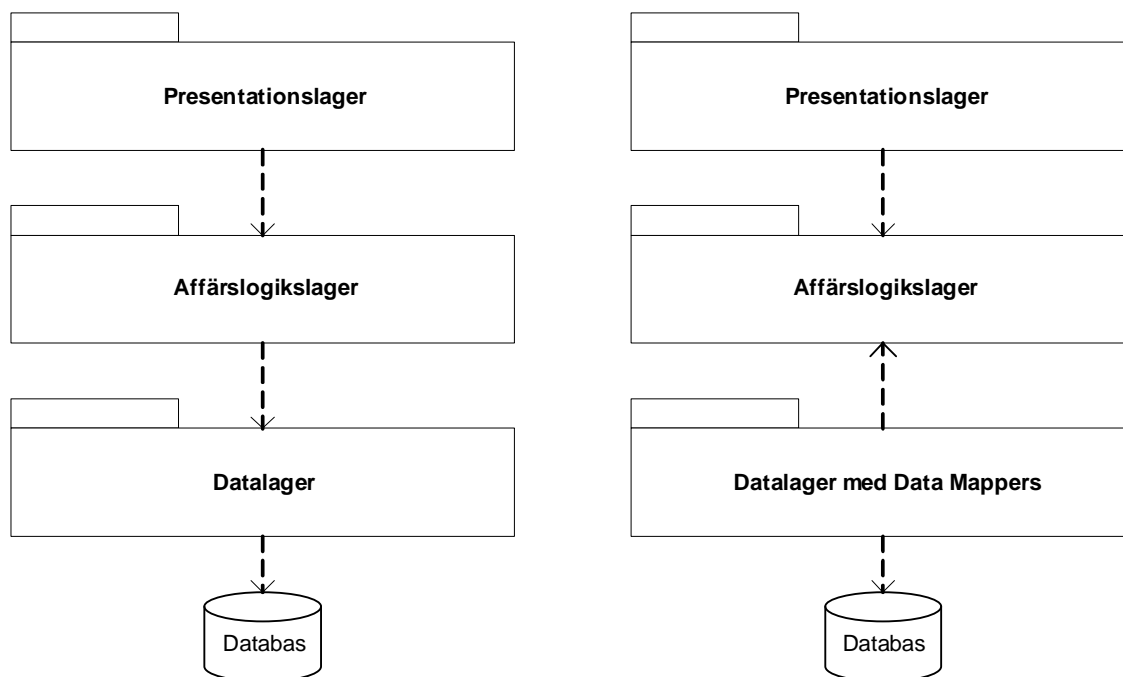 Presentationslager
Affärslogikslager
Datalager
Databas
Presentationslager
Affärslogikslager
Datalager med Data Mappers
Databas